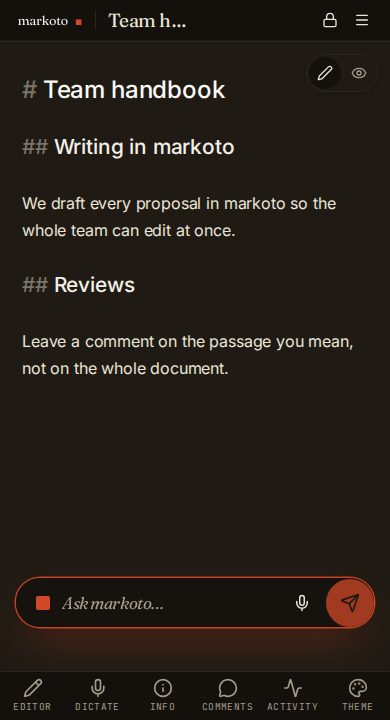 markoto
Team h...
# Team handbook
## Writing in markoto
We draft every proposal in markoto so the
whole team can edit at once.
## Reviews
Leave a comment on the passage you mean,
not on the whole document.
Ask markoto...
EDITOR DICTATE INFO COMMENTS ACTIVITY THEME